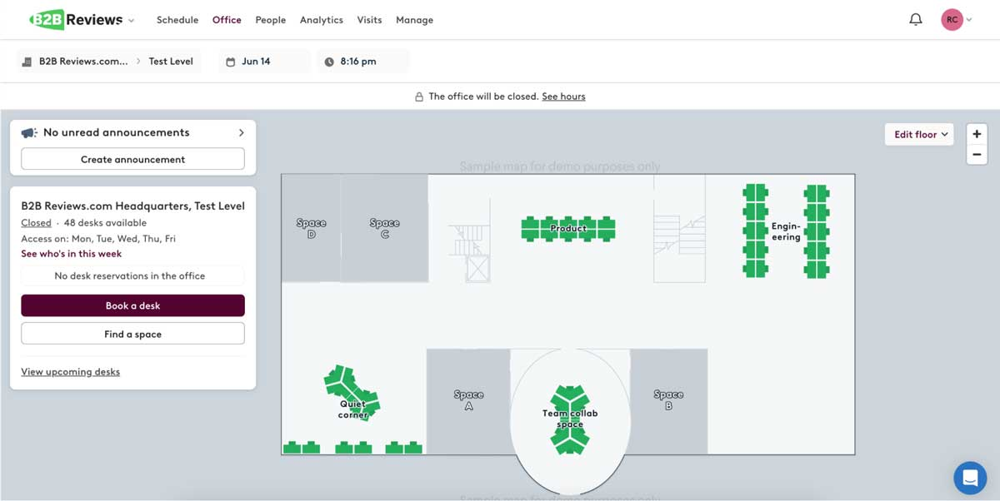 B2B Reviews
Schedule
Office
People
Analytics
Visits
Manage
RC
B2B Reviews.com...
Test Level
Jun 14
8:16 pm
The office will be closed. See hours
No unread announcements
Create announcement
B2B Reviews.com Headquarters, Test Level
Closed · 48 desks available
Access on: Mon, Tue, Wed, Thu, Fri
See who's in this week
No desk reservations in the office
Book a desk
Find a space
View upcoming desks
Edit floor
+
−
Sample map for demo purposes only
Space
D
Space
C
Product
Engin-
eering
Quiet
corner
Space
A
Team collab
space
Space
B
Sample map for demo purposes only